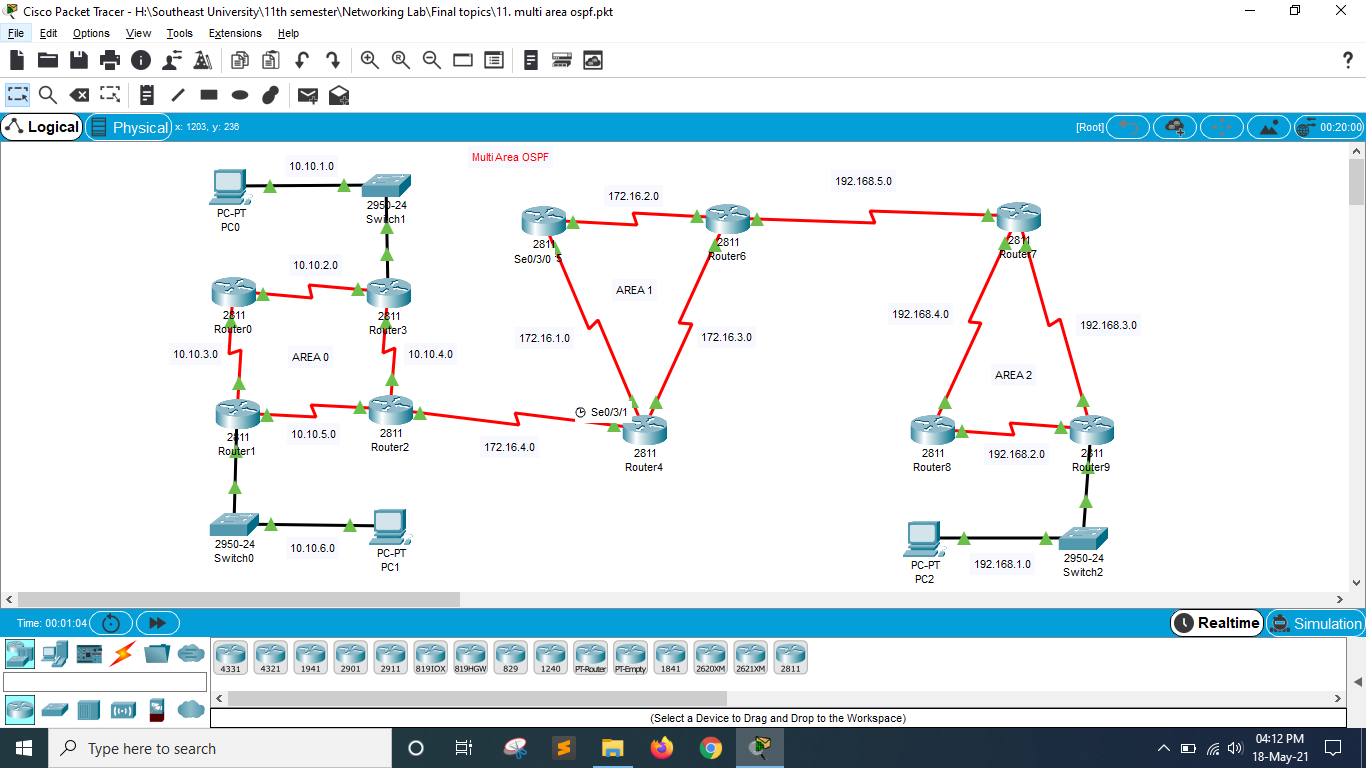 Cisco Packet Tracer - H:\Southeast University\11th semester\Networking Lab\Final topics\11. multi area ospf.pkt
File Edit Options View Tools Extensions Help
?
Logical Physical x: 1203, y: 236 [Root] 00:20:00
Multi Area OSPF
10.10.1.0
PC-PT
PC0
2950-24
Switch1
10.10.2.0
2811
Router0
2811
Router3
10.10.3.0
AREA 0
10.10.4.0
2811
Router1
10.10.5.0
2811
Router2
2950-24
Switch0
10.10.6.0
PC-PT
PC1
172.16.4.0
172.16.2.0
2811
Se0/3/0 5
2811
Router6
AREA 1
172.16.1.0
172.16.3.0
Se0/3/1
2811
Router4
192.168.5.0
2811
Router7
192.168.4.0
192.168.3.0
AREA 2
2811
Router8
192.168.2.0
2811
Router9
PC-PT
PC2
192.168.1.0
2950-24
Switch2
Time: 00:01:04 Realtime Simulation
4331 4321 1941 2901 2911 819IOX 819HGW 829 1240 PT-Router PT-Empty 1841 2620XM 2621XM 2811
(Select a Device to Drag and Drop to the Workspace)
Type here to search
04:12 PM
18-May-21